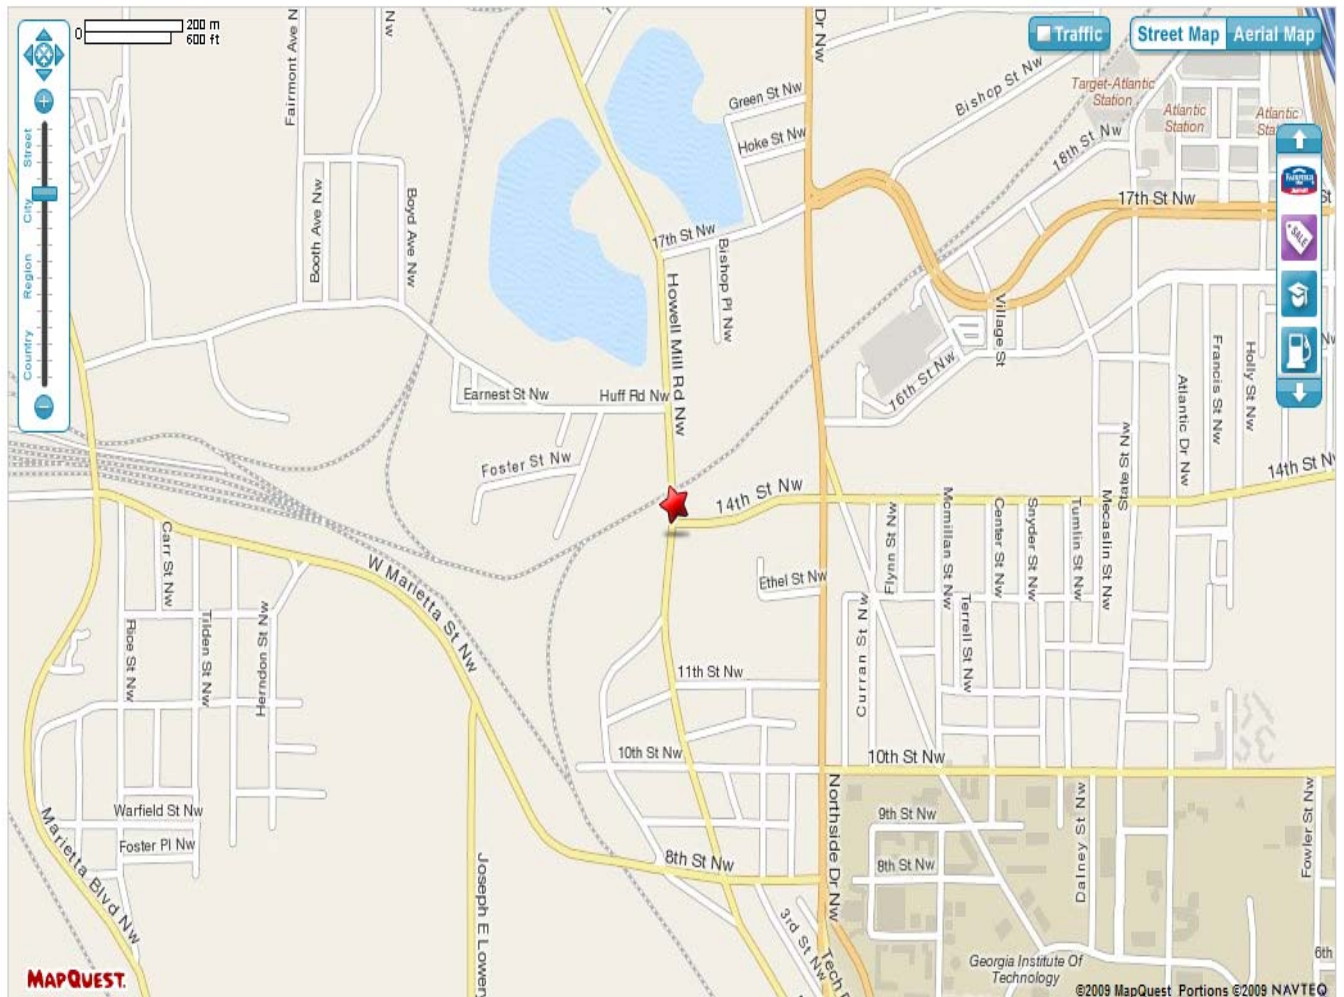 0
200 m
600 ft
Traffic
Street Map
Aerial Map
Street
City
Region
Country
Fairmont Ave N
Nw
Dr Nw
Bishop St Nw
Target-Atlantic
Station
Atlantic
Station
Atlantic
Green St Nw
Hoke St Nw
18th St Nw
FAIRFIELD
17th St Nw
St
SALE
Booth Ave Nw
Boyd Ave Nw
17th St Nw
Bishop Pl Nw
Howell Mill Rd Nw
Village St
16th St Nw
Francis St Nw
Holly St Nw
Atlantic Dr Nw
Earnest St Nw
Huff Rd Nw
State St Nw
Foster St Nw
14th St Nw
14th St N
Carr St Nw
W Marietta St Nw
Ethel St Nw
Flynn St Nw
Mcmillan St Nw
Center St Nw
Snyder St Nw
Tumlin St Nw
Mecaslin St Nw
Rice St Nw
Tilden St Nw
Herndon St Nw
Curran St Nw
Terrell St Nw
11th St Nw
10th St Nw
10th St Nw
Warfield St Nw
Foster Pl Nw
Marietta Blvd Nw
Northside Dr Nw
9th St Nw
8th St Nw
8th St Nw
Dalney St Nw
Fowler St Nw
Joseph E Lowery
3rd St Nw
Tech
6th
Georgia Institute Of
Technology
MAPQUEST.
©2009 MapQuest Portions ©2009 NAVTEQ